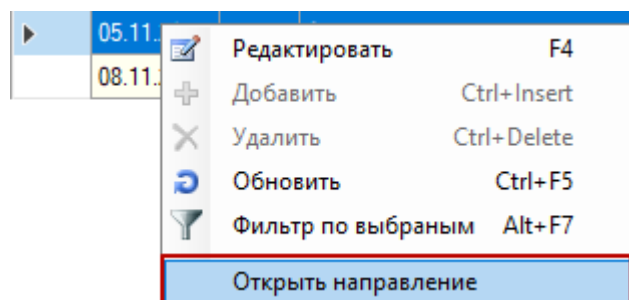 05.11.
Редактировать F4
08.11.
Добавить Ctrl+Insert
Удалить Ctrl+Delete
Обновить Ctrl+F5
Фильтр по выбраным Alt+F7
Открыть направление